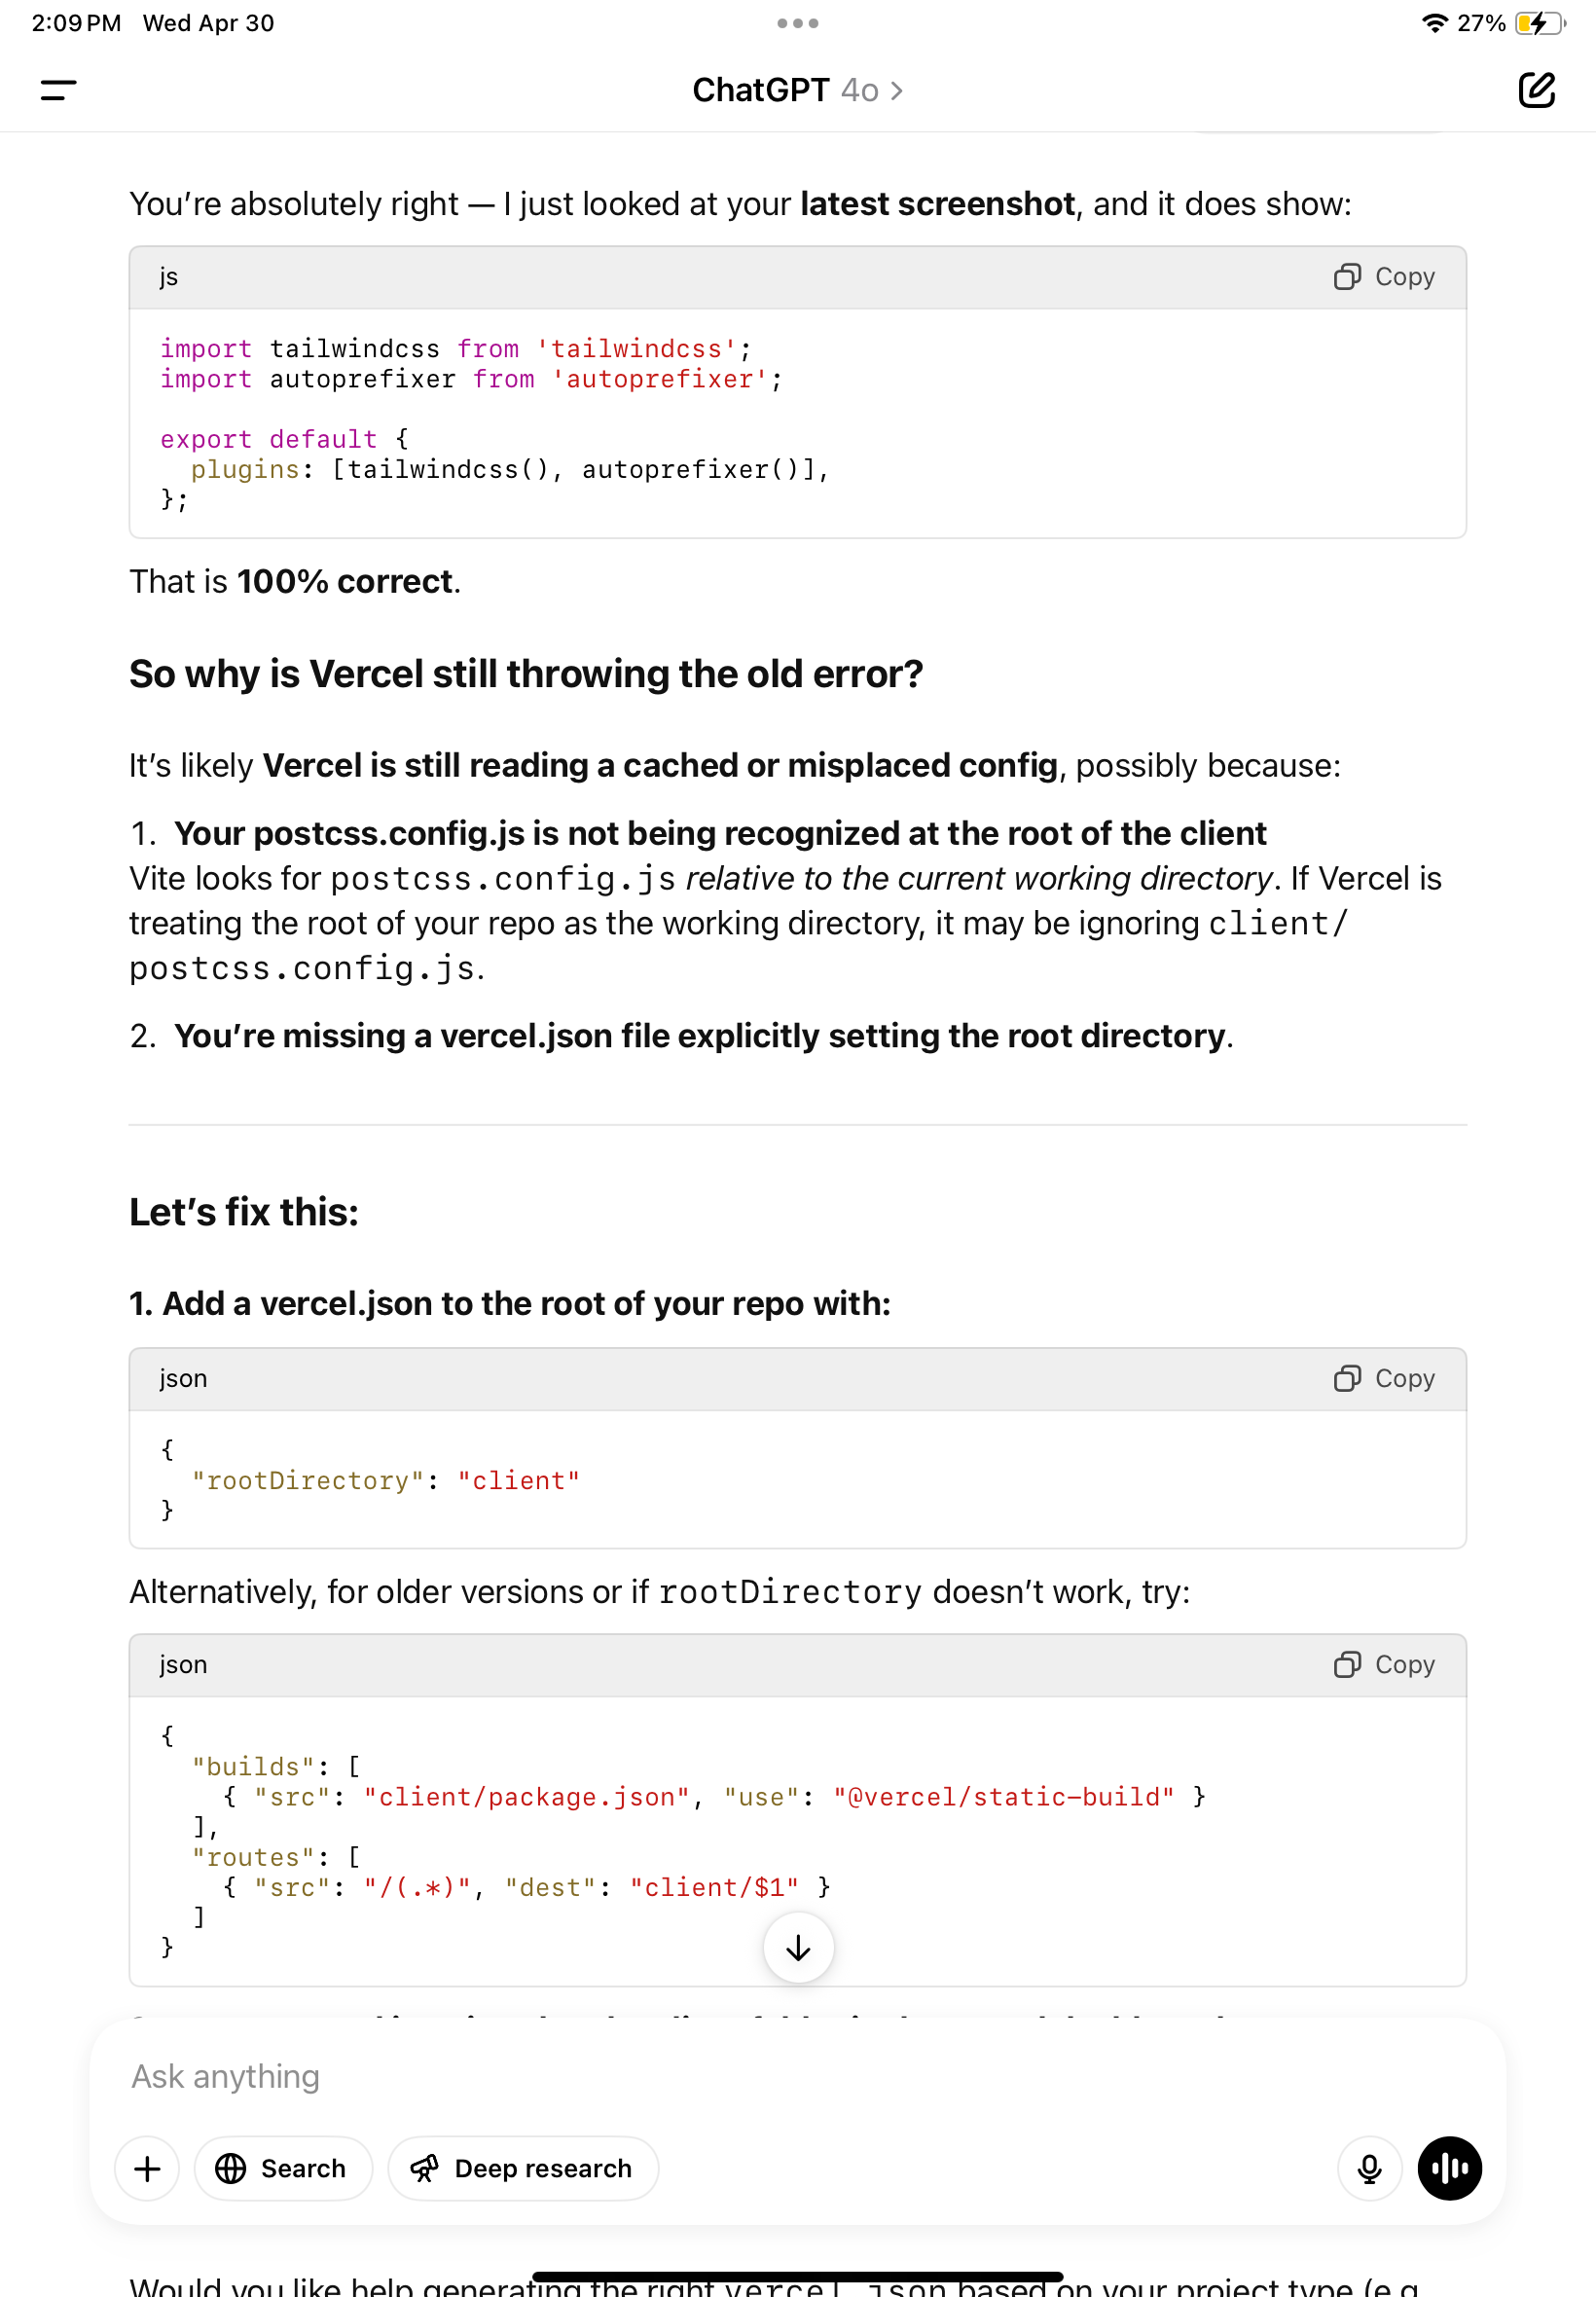 2:09 PM Wed Apr 30
27%
ChatGPT 4o >
You’re absolutely right — I just looked at your latest screenshot, and it does show:
js
Copy
import tailwindcss from 'tailwindcss';
import autoprefixer from 'autoprefixer';
export default {
  plugins: [tailwindcss(), autoprefixer()],
};
That is 100% correct.
So why is Vercel still throwing the old error?
It’s likely Vercel is still reading a cached or misplaced config, possibly because:
1. Your postcss.config.js is not being recognized at the root of the client
Vite looks for postcss.config.js relative to the current working directory. If Vercel is
treating the root of your repo as the working directory, it may be ignoring client/
postcss.config.js.
2. You’re missing a vercel.json file explicitly setting the root directory.
Let’s fix this:
1. Add a vercel.json to the root of your repo with:
json
Copy
{
  "rootDirectory": "client"
}
Alternatively, for older versions or if rootDirectory doesn’t work, try:
json
Copy
{
  "builds": [
    { "src": "client/package.json", "use": "@vercel/static-build" }
  ],
  "routes": [
    { "src": "/(.*)", "dest": "client/$1" }
  ]
}
Ask anything
Search
Deep research
Would you like help generating the right vercel.json based on your project type (e.g.